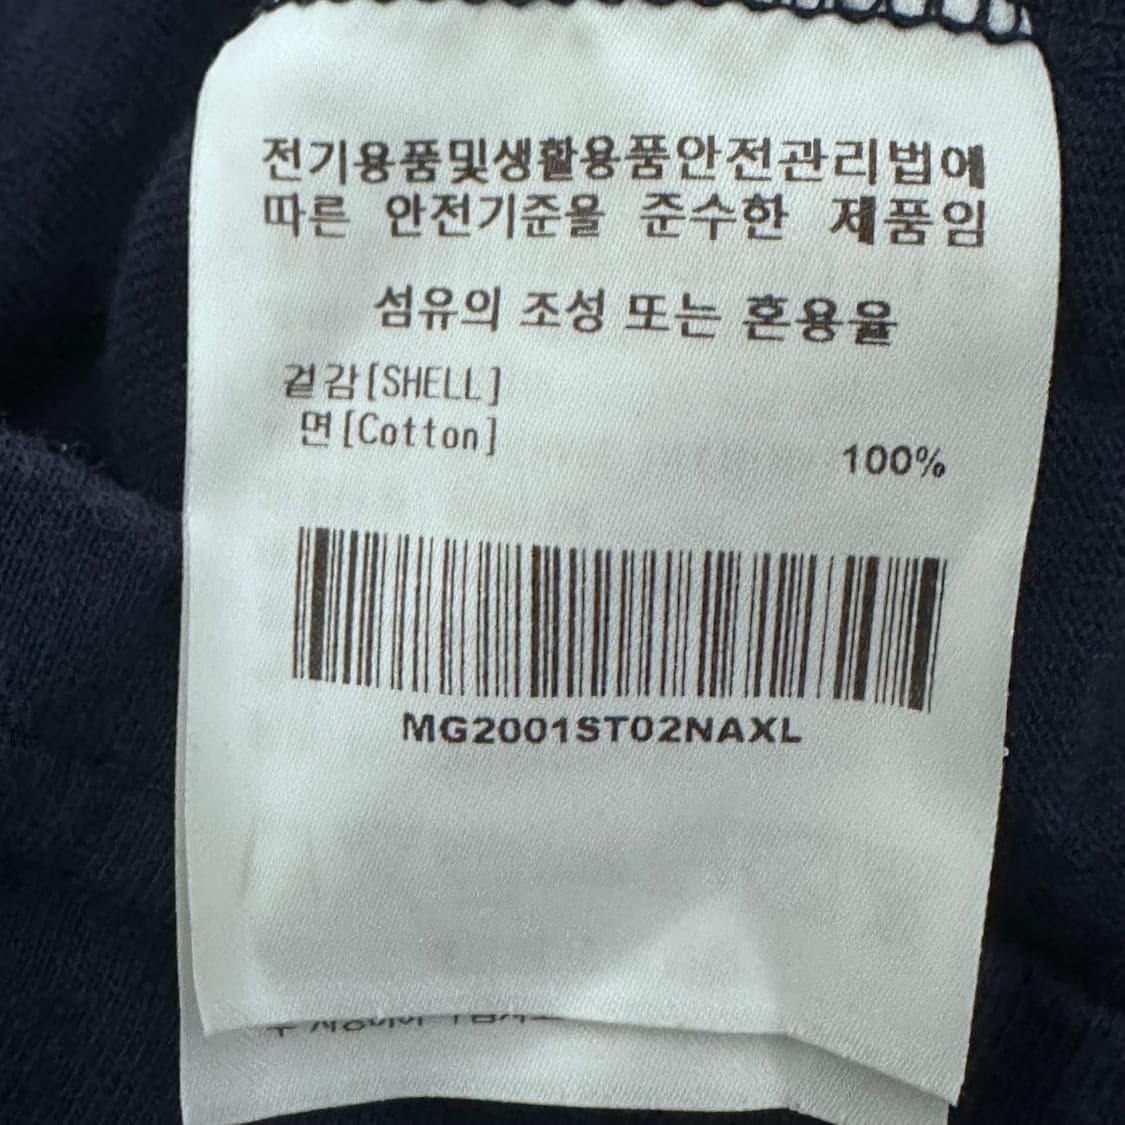 전기용품및생활용품안전관리법에
따른 안전기준을 준수한 제품임
섬유의 조성 또는 혼용율
겉감[SHELL]
면[Cotton]
100%
MG2001ST02NAXL